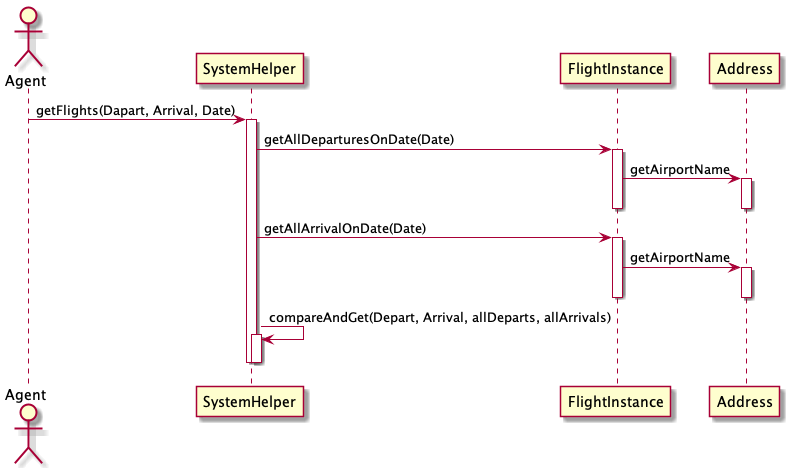 Agent
SystemHelper
FlightInstance
Address
getFlights(Dapart, Arrival, Date)
getAllDeparturesOnDate(Date)
getAirportName
getAllArrivalOnDate(Date)
getAirportName
compareAndGet(Depart, Arrival, allDeparts, allArrivals)
Agent
SystemHelper
FlightInstance
Address